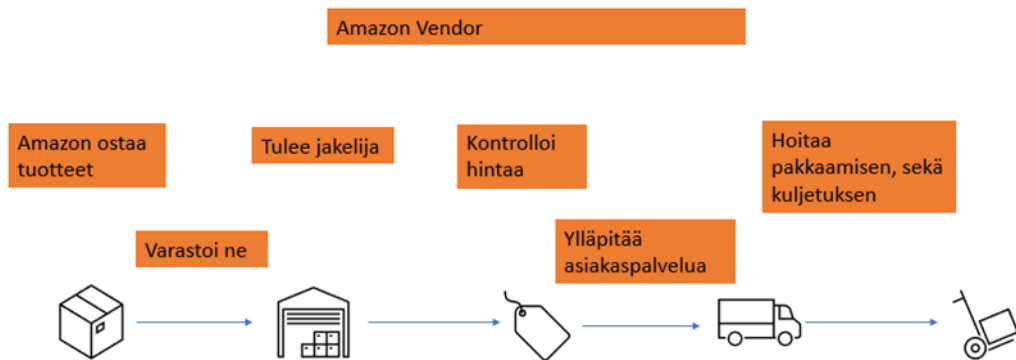 Amazon Vendor
Amazon ostaa
tuotteet
Tulee jakelija
Kontrolloi
hintaa
Hoitaa
pakkaamisen, sekä
kuljetuksen
Varastoi ne
Ylläpitää
asiakaspalvelua